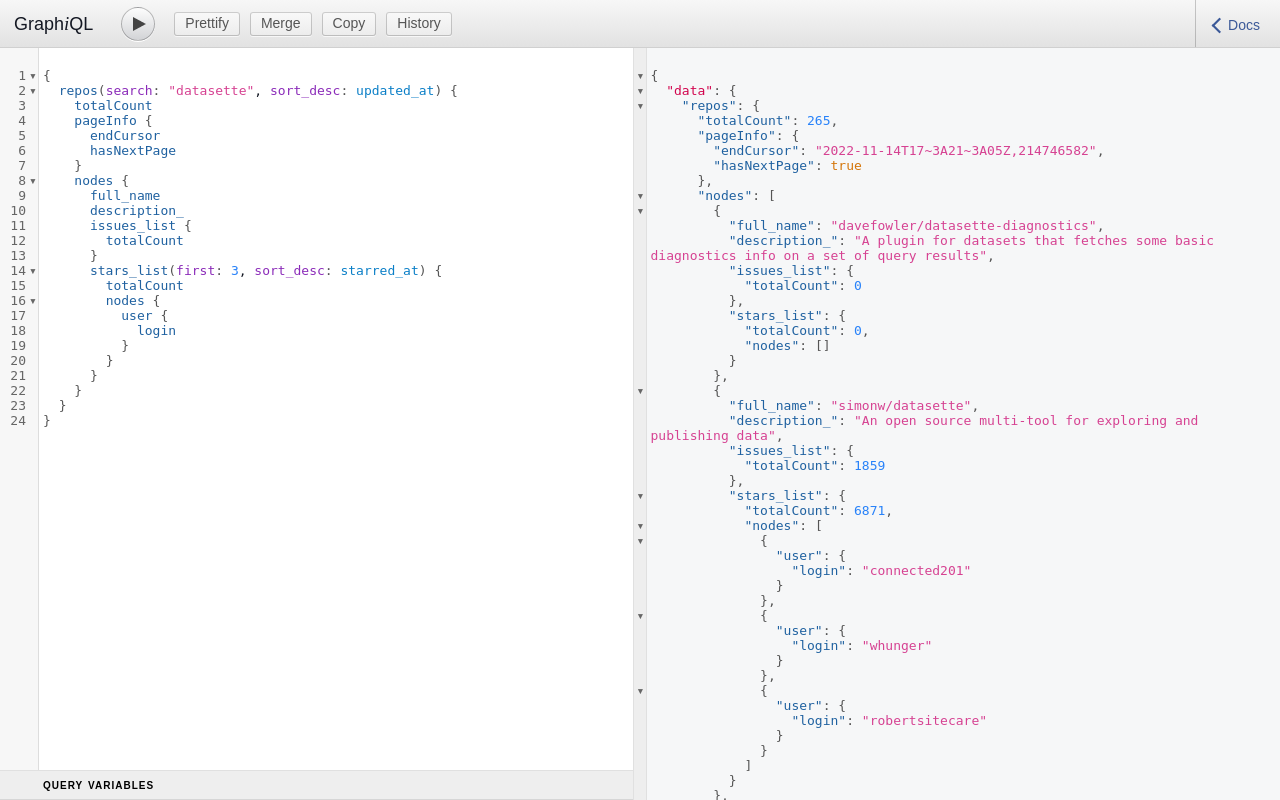 GraphiQL
Prettify
Merge
Copy
History
Docs
1 {
2   repos(search: "datasette", sort_desc: updated_at) {
3     totalCount
4     pageInfo {
5       endCursor
6       hasNextPage
7     }
8     nodes {
9       full_name
10       description_
11       issues_list {
12         totalCount
13       }
14       stars_list(first: 3, sort_desc: starred_at) {
15         totalCount
16         nodes {
17           user {
18             login
19           }
20         }
21       }
22     }
23   }
24 }
QUERY VARIABLES
{
  "data": {
    "repos": {
      "totalCount": 265,
      "pageInfo": {
        "endCursor": "2022-11-14T17~3A21~3A05Z,214746582",
        "hasNextPage": true
      },
      "nodes": [
        {
          "full_name": "davefowler/datasette-diagnostics",
          "description_": "A plugin for datasets that fetches some basic
diagnostics info on a set of query results",
          "issues_list": {
            "totalCount": 0
          },
          "stars_list": {
            "totalCount": 0,
            "nodes": []
          }
        },
        {
          "full_name": "simonw/datasette",
          "description_": "An open source multi-tool for exploring and
publishing data",
          "issues_list": {
            "totalCount": 1859
          },
          "stars_list": {
            "totalCount": 6871,
            "nodes": [
              {
                "user": {
                  "login": "connected201"
                }
              },
              {
                "user": {
                  "login": "whunger"
                }
              },
              {
                "user": {
                  "login": "robertsitecare"
                }
              }
            ]
          }
        },